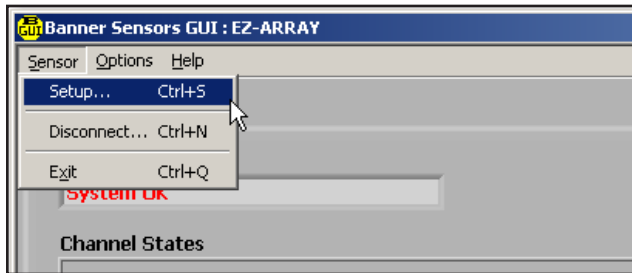 EZ GUI Banner Sensors GUI : EZ-ARRAY
Sensor Options Help
Setup... Ctrl+S
Disconnect... Ctrl+N
Exit Ctrl+Q
System OK
Channel States